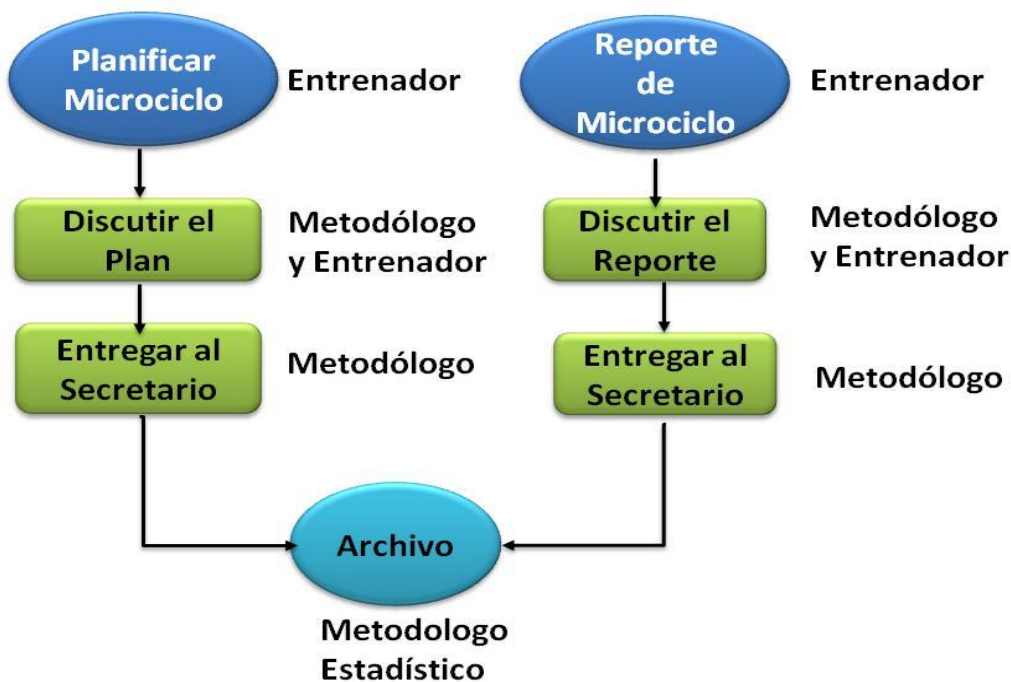 Planificar
Microciclo
Entrenador
Reporte
de
Microciclo
Entrenador
Discutir el
Plan
Metodólogo
y Entrenador
Discutir el
Reporte
Metodólogo
y Entrenador
Entregar al
Secretario
Metodólogo
Entregar al
Secretario
Metodólogo
Archivo
Metodologo
Estadístico